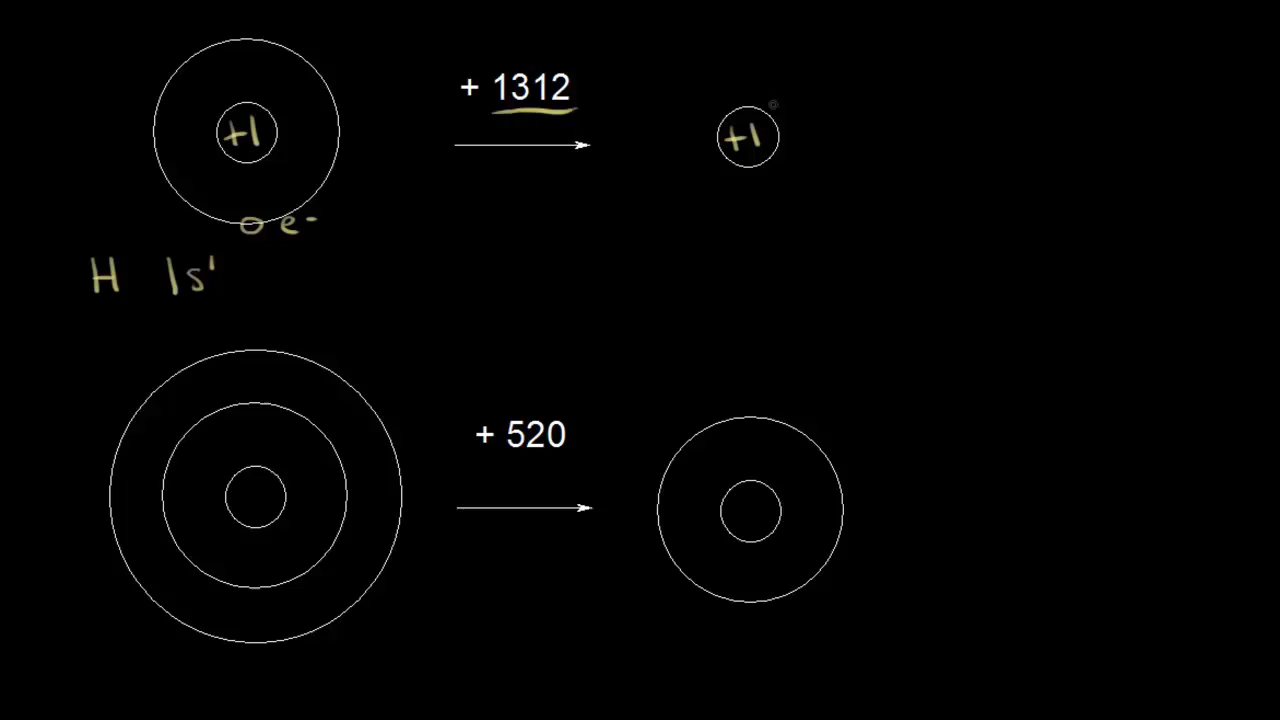 + 1312
+1
+1
e⁻
H 1s¹
+ 520